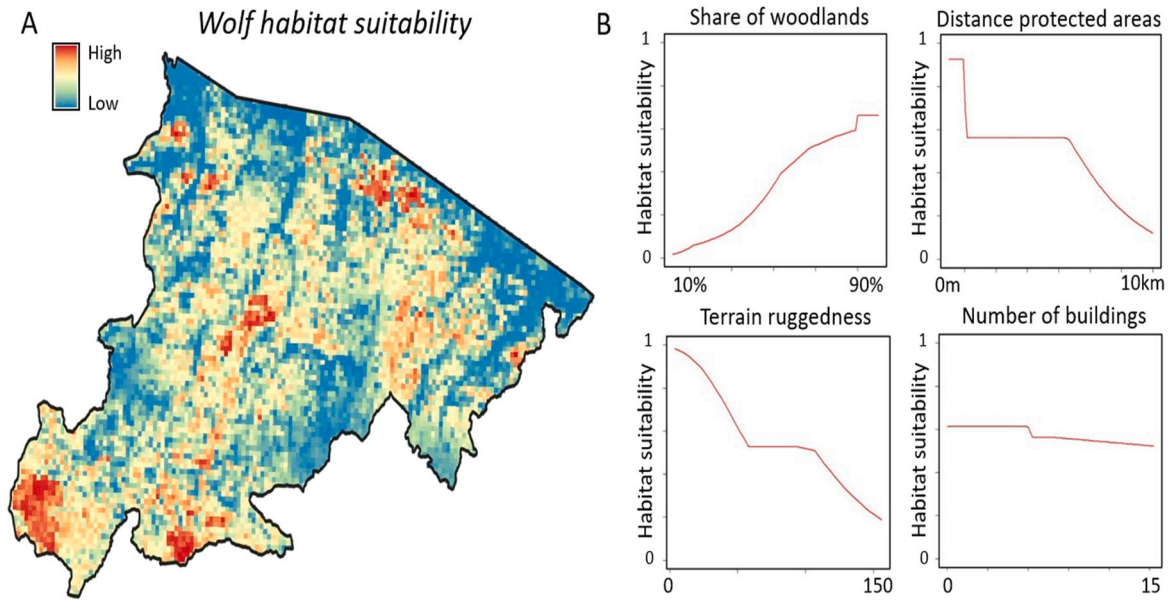 A
Wolf habitat suitability
High
Low
B
Share of woodlands
1
Habitat suitability
0
10%
90%
Distance protected areas
1
Habitat suitability
0
0m
10km
Terrain ruggedness
1
Habitat suitability
0
0
150
Number of buildings
1
Habitat suitability
0
0
15